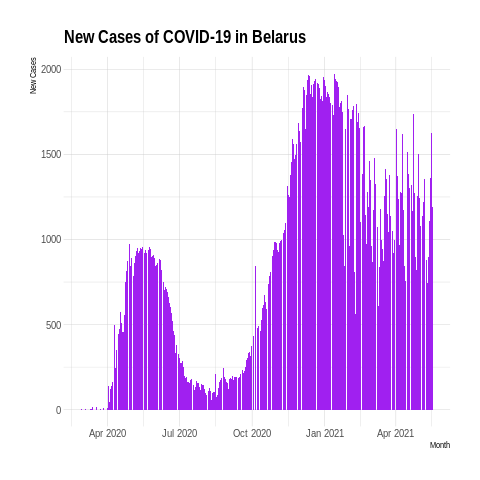 New Cases of COVID-19 in Belarus
New Cases
2000
1500
1000
500
0
Apr 2020
Jul 2020
Oct 2020
Jan 2021
Apr 2021
Month